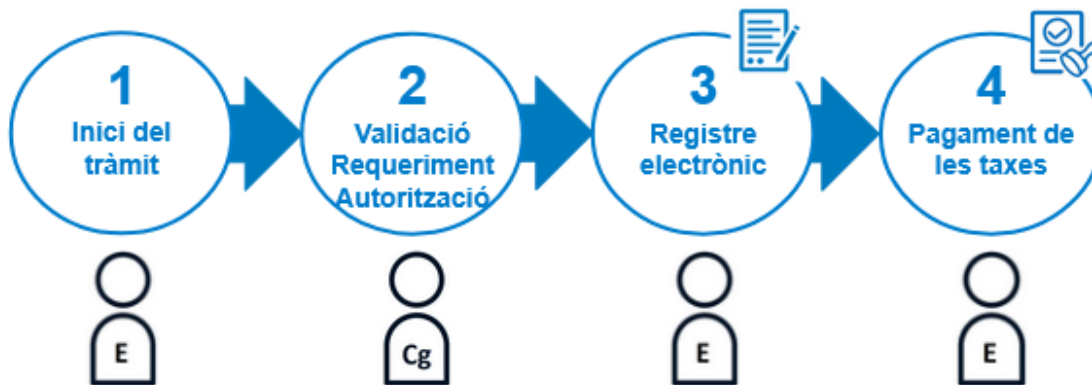 1
Inici del
tràmit
2
Validació
Requeriment
Autorització
3
Registre
electrònic
4
Pagament de
les taxes
E
Cg
E
E